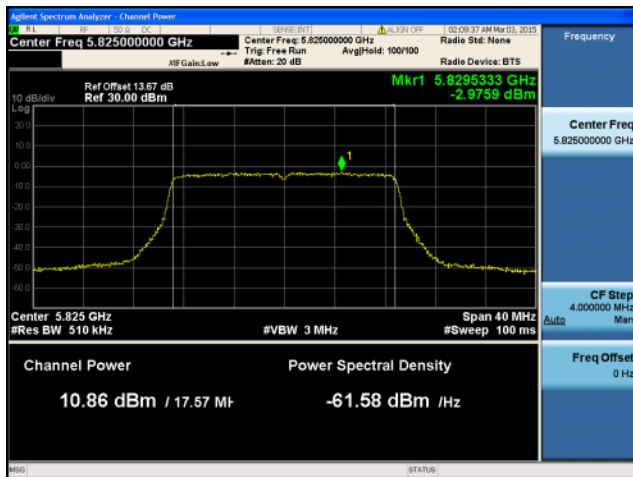 Agilent Spectrum Analyzer - Channel Power
RL RF 50 Ω DC SENSE:INT ALIGN OFF 02:09:37 AM Mar 03, 2015
Center Freq 5.825000000 GHz
Center Freq: 5.825000000 GHz
Radio Std: None
Trig: Free Run Avg|Hold: 100/100
#IFGain:Low
#Atten: 20 dB
Radio Device: BTS
Mkr1 5.8295333 GHz
-2.9759 dBm
Ref Offset 13.67 dB
10 dB/div Ref 30.00 dBm
Log
20.0
10.0
0.00
-10.0
-20.0
-30.0
-40.0
-50.0
-60.0
1
Center 5.825 GHz Span 40 MHz
#Res BW 510 kHz #VBW 3 MHz #Sweep 100 ms
Channel Power Power Spectral Density
10.86 dBm / 17.57 MH -61.58 dBm /Hz
MSG STATUS
Frequency
Center Freq
5.825000000 GHz
CF Step
4.000000 MHz
Auto Man
Freq Offset
0 Hz